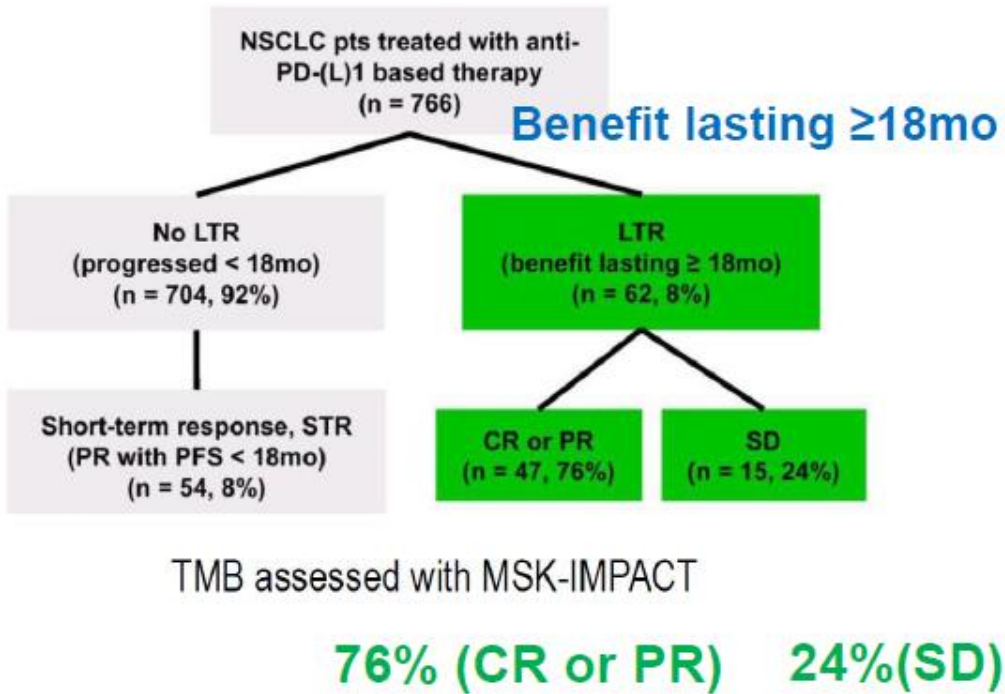 NSCLC pts treated with anti-
PD-(L)1 based therapy
(n = 766)
Benefit lasting ≥18mo
No LTR
(progressed < 18mo)
(n = 704, 92%)
LTR
(benefit lasting ≥ 18mo)
(n = 62, 8%)
Short-term response, STR
(PR with PFS < 18mo)
(n = 54, 8%)
CR or PR
(n = 47, 76%)
SD
(n = 15, 24%)
TMB assessed with MSK-IMPACT
76% (CR or PR) 24%(SD)